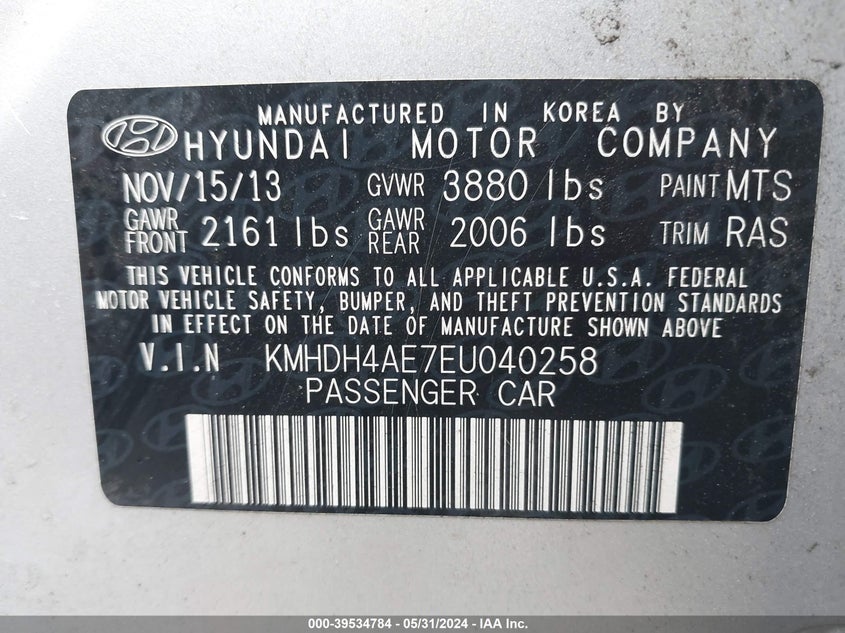 MANUFACTURED IN KOREA BY
HYUNDAI MOTOR COMPANY
NOV/15/13 GVWR 3880 lbs PAINT MTS
GAWR FRONT 2161 lbs GAWR REAR 2006 lbs TRIM RAS
THIS VEHICLE CONFORMS TO ALL APPLICABLE U.S.A. FEDERAL
MOTOR VEHICLE SAFETY, BUMPER, AND THEFT PREVENTION STANDARDS
IN EFFECT ON THE DATE OF MANUFACTURE SHOWN ABOVE
V.I.N KMHDH4AE7EU040258
PASSENGER CAR
000-39534784 - 05/31/2024 - IAA Inc.